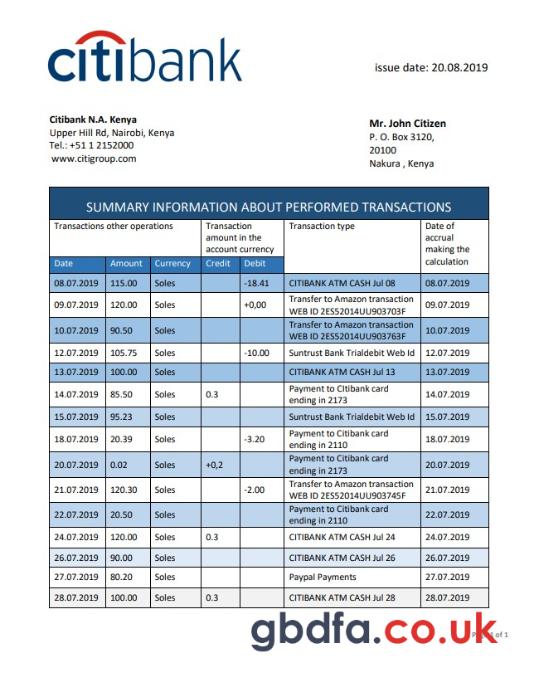 citibank
issue date: 20.08.2019
Citibank N.A. Kenya
Upper Hill Rd, Nairobi, Kenya
Tel.: +51 1 2152000
www.citigroup.com
Mr. John Citizen
P. O. Box 3120,
20100
Nakura , Kenya
SUMMARY INFORMATION ABOUT PERFORMED TRANSACTIONS
Transactions other operations
Transaction
amount in the
account currency
Transaction type
Date of
accrual
making the
calculation
Date Amount Currency Credit Debit
08.07.2019 115.00 Soles -18.41 CITIBANK ATM CASH Jul 08 08.07.2019
09.07.2019 120.00 Soles +0,00 Transfer to Amazon transaction 09.07.2019
WEB ID 2ES52014UU903703F
10.07.2019 90.50 Soles Transfer to Amazon transaction 10.07.2019
WEB ID 2ES52014UU903763F
12.07.2019 105.75 Soles -10.00 Suntrust Bank Trialdebit Web Id 12.07.2019
13.07.2019 100.00 Soles CITIBANK ATM CASH Jul 13 13.07.2019
14.07.2019 85.50 Soles 0.3 Payment to CItibank card 14.07.2019
ending in 2173
15.07.2019 95.23 Soles Suntrust Bank Trialdebit Web Id 15.07.2019
18.07.2019 20.39 Soles -3.20 Payment to Citibank card 18.07.2019
ending in 2110
20.07.2019 0.02 Soles +0,2 Payment to Citibank card 20.07.2019
ending in 2173
21.07.2019 120.30 Soles -2.00 Transfer to Amazon transaction 21.07.2019
WEB ID 2ES52014UU903745F
22.07.2019 20.50 Soles Payment to Citibank card 22.07.2019
ending in 2110
24.07.2019 120.00 Soles 0.3 CITIBANK ATM CASH Jul 24 24.07.2019
26.07.2019 90.00 Soles CITIBANK ATM CASH Jul 26 26.07.2019
27.07.2019 80.20 Soles Paypal Payments 27.07.2019
28.07.2019 100.00 Soles 0.3 CITIBANK ATM CASH Jul 28 28.07.2019
gbdfa.co.uk
of 1